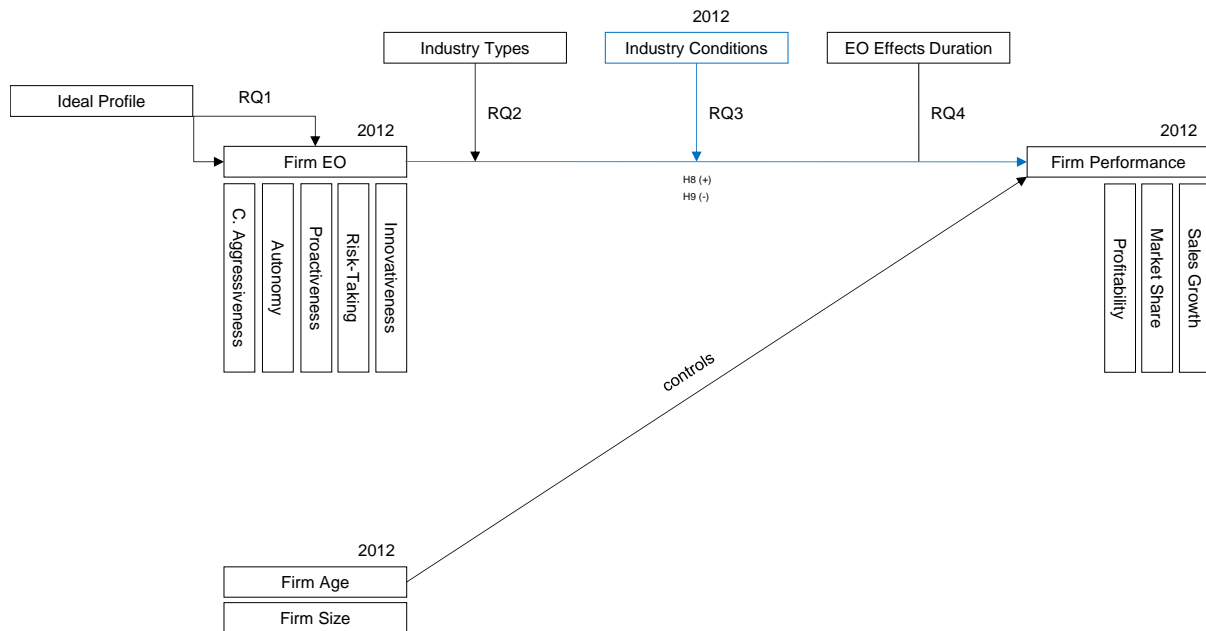 2012
Industry Types
Industry Conditions
EO Effects Duration
Ideal Profile
RQ1
RQ2
RQ3
RQ4
2012
2012
Firm EO
Firm Performance
H8 (+)
H9 (-)
C. Aggressiveness
Autonomy
Proactiveness
Risk-Taking
Innovativeness
Profitability
Market Share
Sales Growth
controls
2012
Firm Age
Firm Size